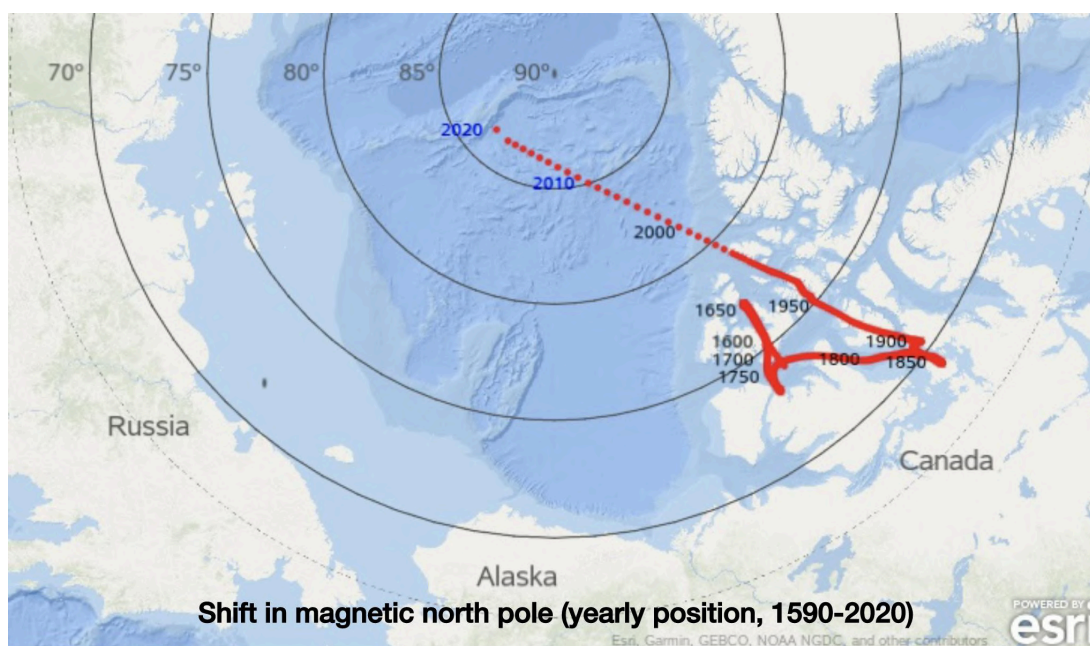 70° 75° 80° 85° 90°
2020
2010
2000
1650 1950
1600 1900
1700 1800 1850
1750
Russia
Canada
Alaska
Shift in magnetic north pole (yearly position, 1590-2020)
POWERED BY
esri
Esri, Garmin, GEBCO, NOAA NGDC, and other contributors